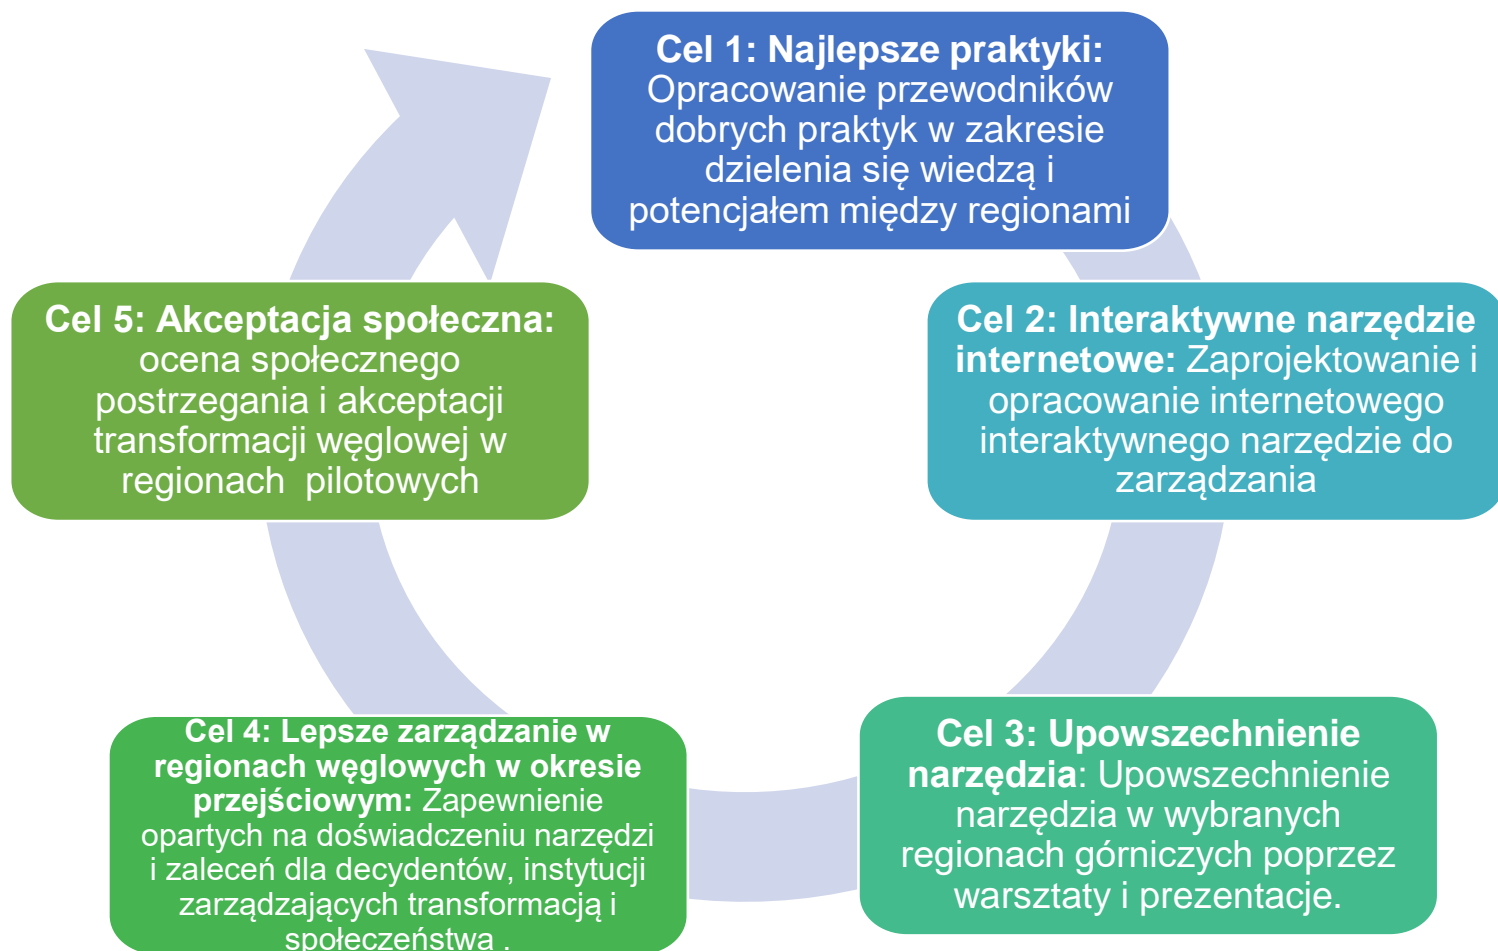 Cel 1: Najlepsze praktyki:
Opracowanie przewodników
dobrych praktyk w zakresie
dzielenia się wiedzą i
potencjałem między regionami
Cel 2: Interaktywne narzędzie
internetowe: Zaprojektowanie i
opracowanie internetowego
interaktywnego narzędzie do
zarządzania
Cel 3: Upowszechnienie
narzędzia: Upowszechnienie
narzędzia w wybranych
regionach górniczych poprzez
warsztaty i prezentacje.
Cel 4: Lepsze zarządzanie w
regionach węglowych w okresie
przejściowym: Zapewnienie
opartych na doświadczeniu narzędzi
i zaleceń dla decydentów, instytucji
zarządzających transformacją i
społeczeństwa .
Cel 5: Akceptacja społeczna:
ocena społecznego
postrzegania i akceptacji
transformacji węglowej w
regionach  pilotowych